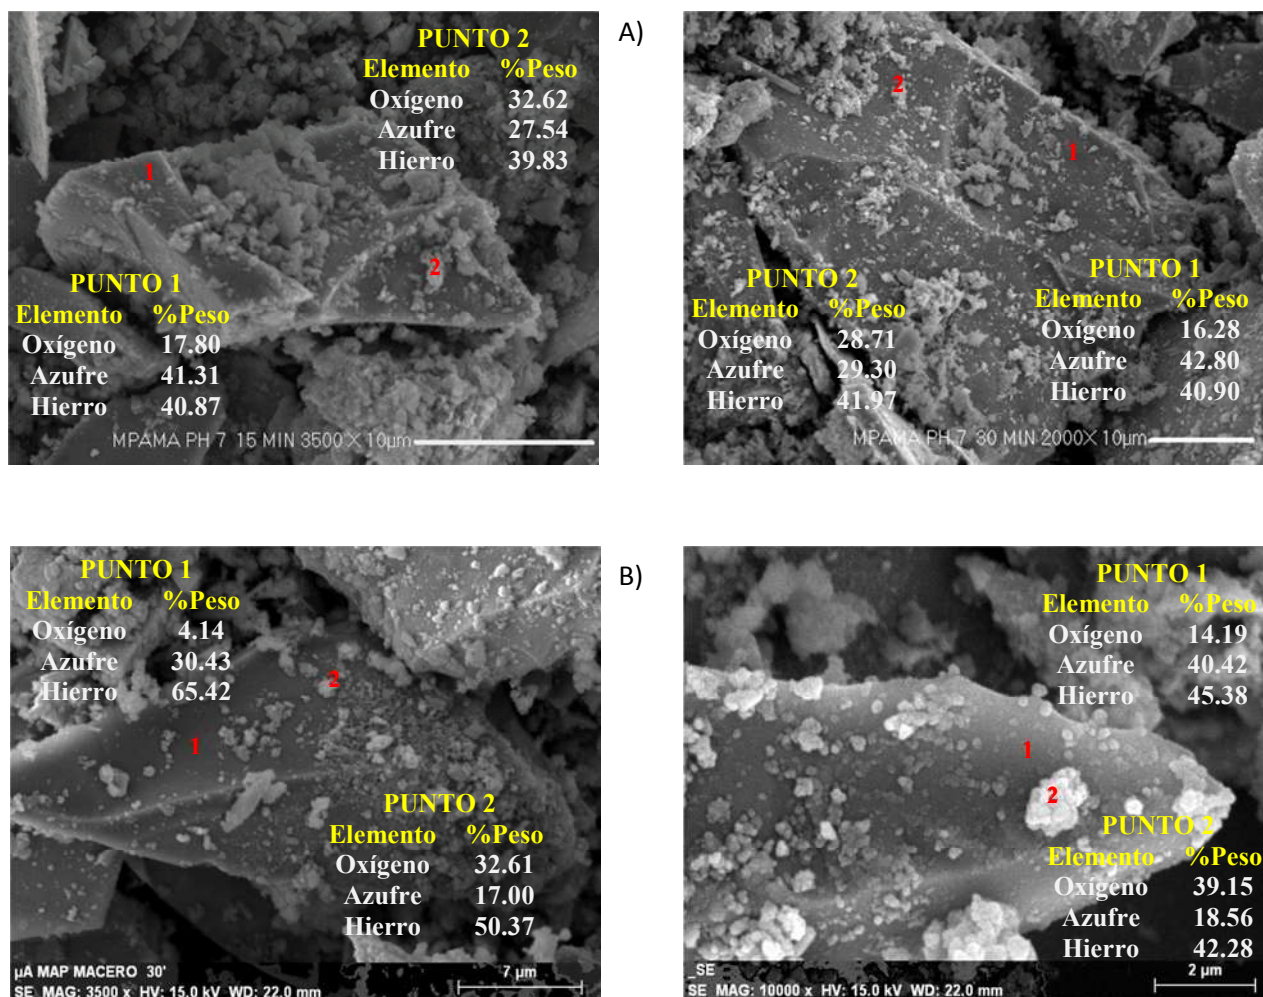 A)
PUNTO 2
Elemento %Peso
Oxígeno 32.62
Azufre 27.54
Hierro 39.83
1
2
PUNTO 1
Elemento %Peso
Oxígeno 17.80
Azufre 41.31
Hierro 40.87
MPAMA PH 7 15 MIN 3500X 10µm
2
1
PUNTO 2
Elemento %Peso
Oxígeno 28.71
Azufre 29.30
Hierro 41.97
PUNTO 1
Elemento %Peso
Oxígeno 16.28
Azufre 42.80
Hierro 40.90
MPAMA PH 7 30 MIN 2000X 10µm
B)
PUNTO 1
Elemento %Peso
Oxígeno 4.14
Azufre 30.43
Hierro 65.42
2
1
PUNTO 2
Elemento %Peso
Oxígeno 32.61
Azufre 17.00
Hierro 50.37
µA MAP MACERO 30'
7 µm
SE MAG: 3500 x HV: 15.0 kV WD: 22.0 mm
PUNTO 1
Elemento %Peso
Oxígeno 14.19
Azufre 40.42
Hierro 45.38
1
2
PUNTO 2
Elemento %Peso
Oxígeno 39.15
Azufre 18.56
Hierro 42.28
_SE
2 µm
SE MAG: 10000 x HV: 15.0 kV WD: 22.0 mm